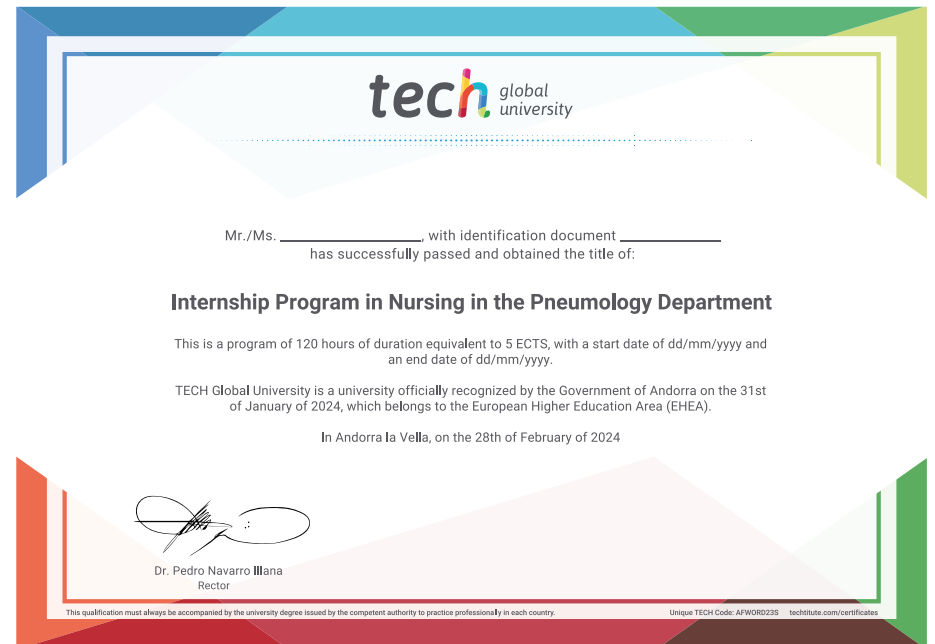 tech global university
Mr./Ms. ____________, with identification document ____________
has successfully passed and obtained the title of:
Internship Program in Nursing in the Pneumology Department
This is a program of 120 hours of duration equivalent to 5 ECTS, with a start date of dd/mm/yyyy and
an end date of dd/mm/yyyy.
TECH Global University is a university officially recognized by the Government of Andorra on the 31st
of January of 2024, which belongs to the European Higher Education Area (EHEA).
In Andorra la Vella, on the 28th of February of 2024
Dr. Pedro Navarro Illana
Rector
This qualification must always be accompanied by the university degree issued by the competent authority to practice professionally in each country.
Unique TECH Code: AFWORD23S techtitute.com/certificates